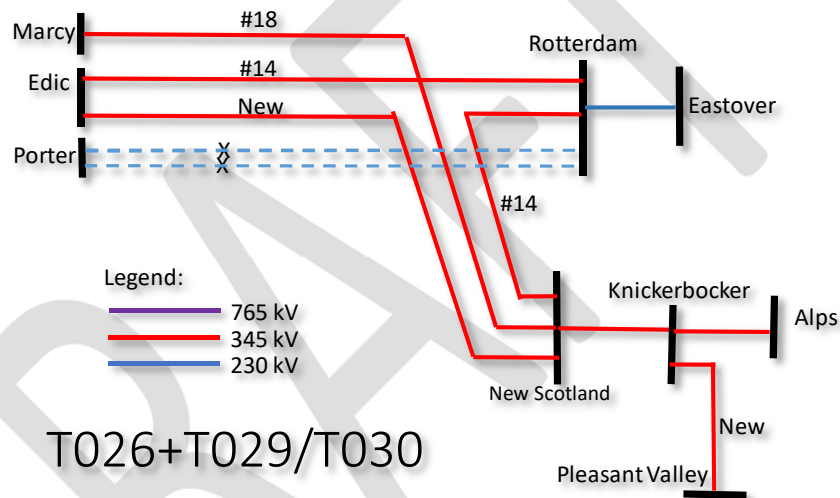 Marcy
#18
Rotterdam
Edic
#14
New
Eastover
Porter
X
X
X
#14
Legend:
765 kV
345 kV
230 kV
Knickerbocker
Alps
New Scotland
New
T026+T029/T030
Pleasant Valley
DRAFT